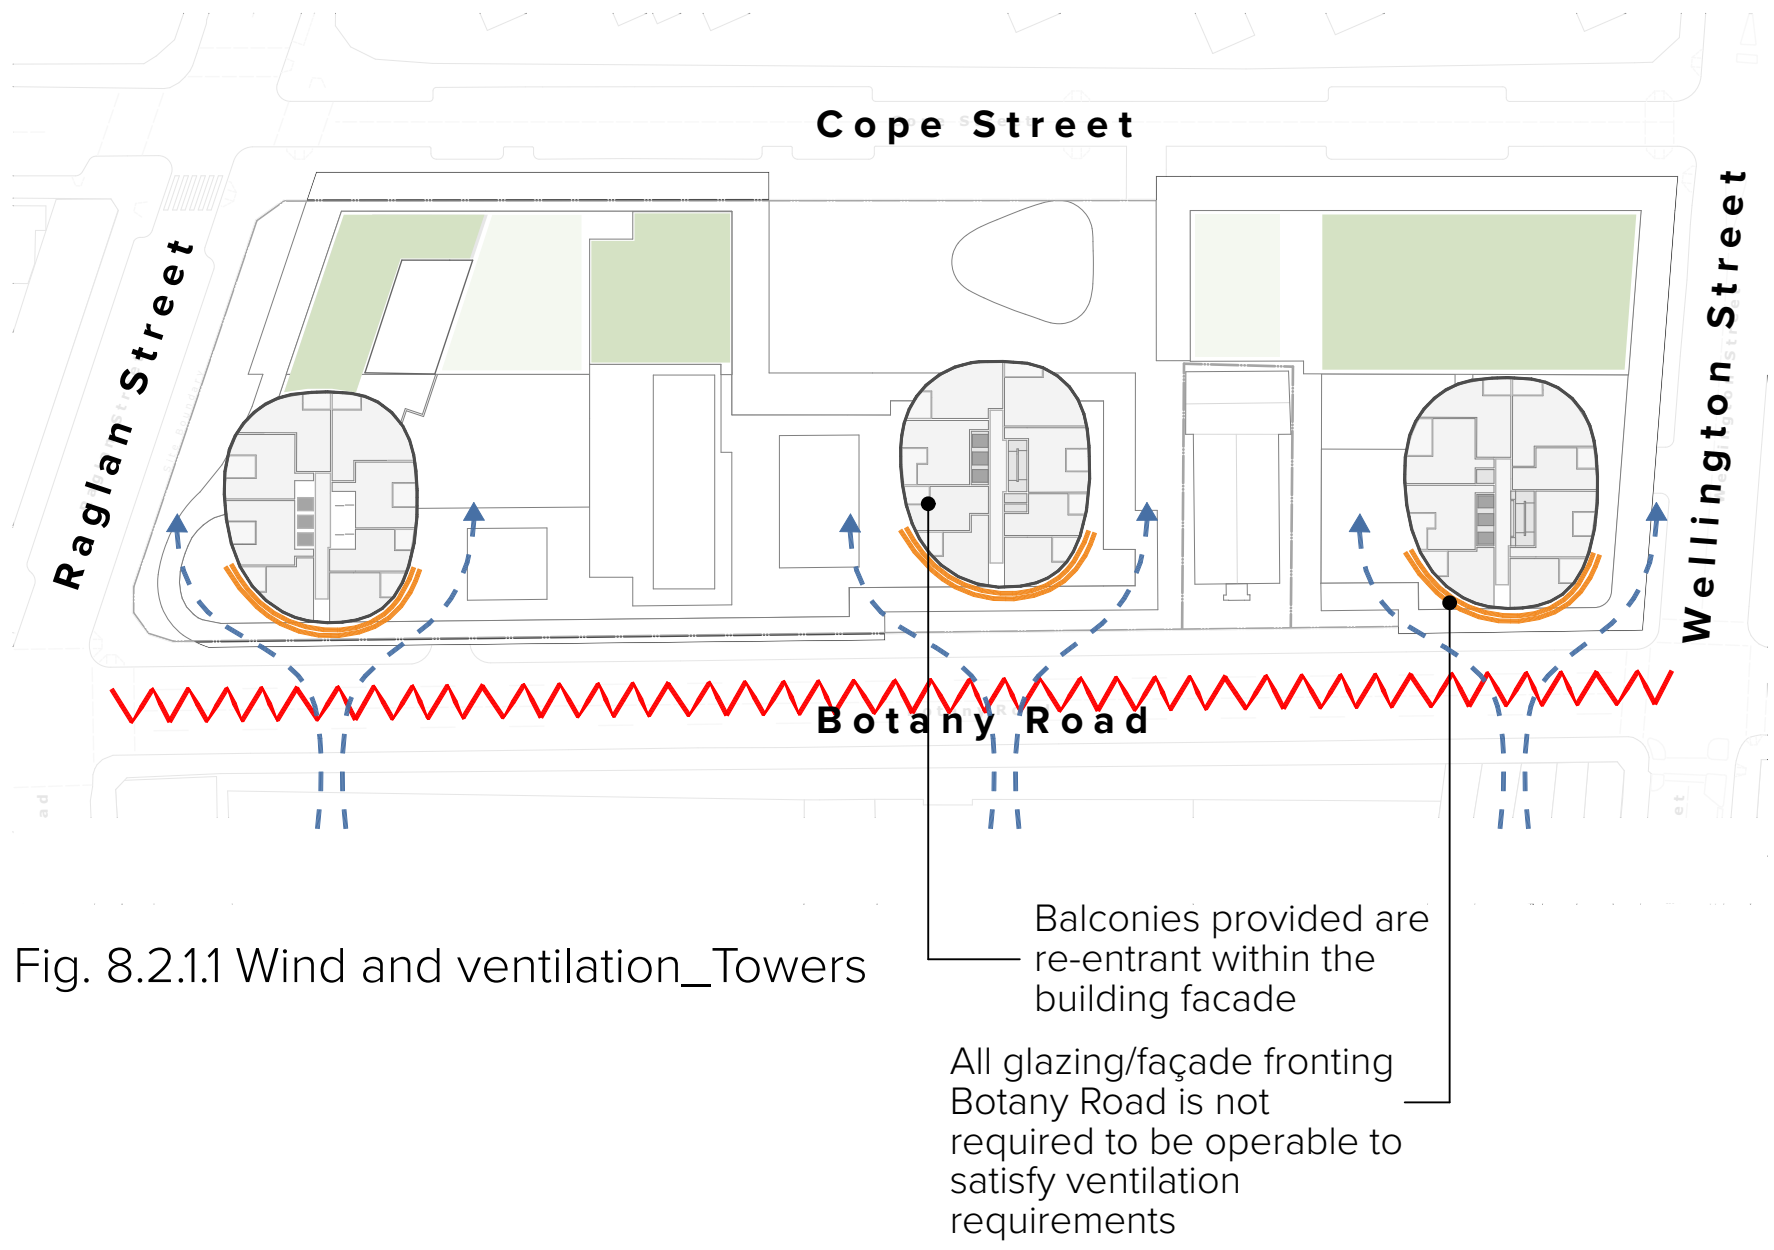 Cope Street
Raglan Street
Wellington Street
Botany Road
Balconies provided are
re-entrant within the
building facade
Fig. 8.2.1.1 Wind and ventilation_Towers
All glazing/façade fronting
Botany Road is not
required to be operable to
satisfy ventilation
requirements